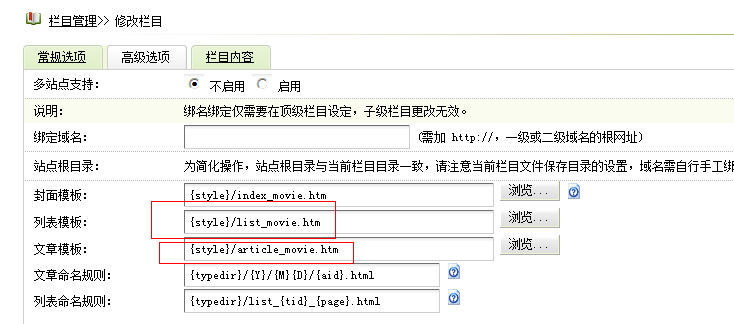 栏目管理>> 修改栏目
常规选项 高级选项 栏目内容
多站点支持: 不启用 启用
说明: 绑名绑定仅需要在顶级栏目设定，子级栏目更改无效。
绑定域名: (需加 http://，一级或二级域名的根网址)
站点根目录: 为简化操作，站点根目录与当前栏目目录一致，请注意当前栏目文件保存目录的设置，域名需自行手工绑
封面模板: {style}/index_movie.htm 浏览...
列表模板: {style}/list_movie.htm 浏览...
文章模板: {style}/article_movie.htm 浏览...
文章命名规则: {typedir}/{Y}/{M}{D}/{aid}.html
列表命名规则: {typedir}/list_{tid}_{page}.html